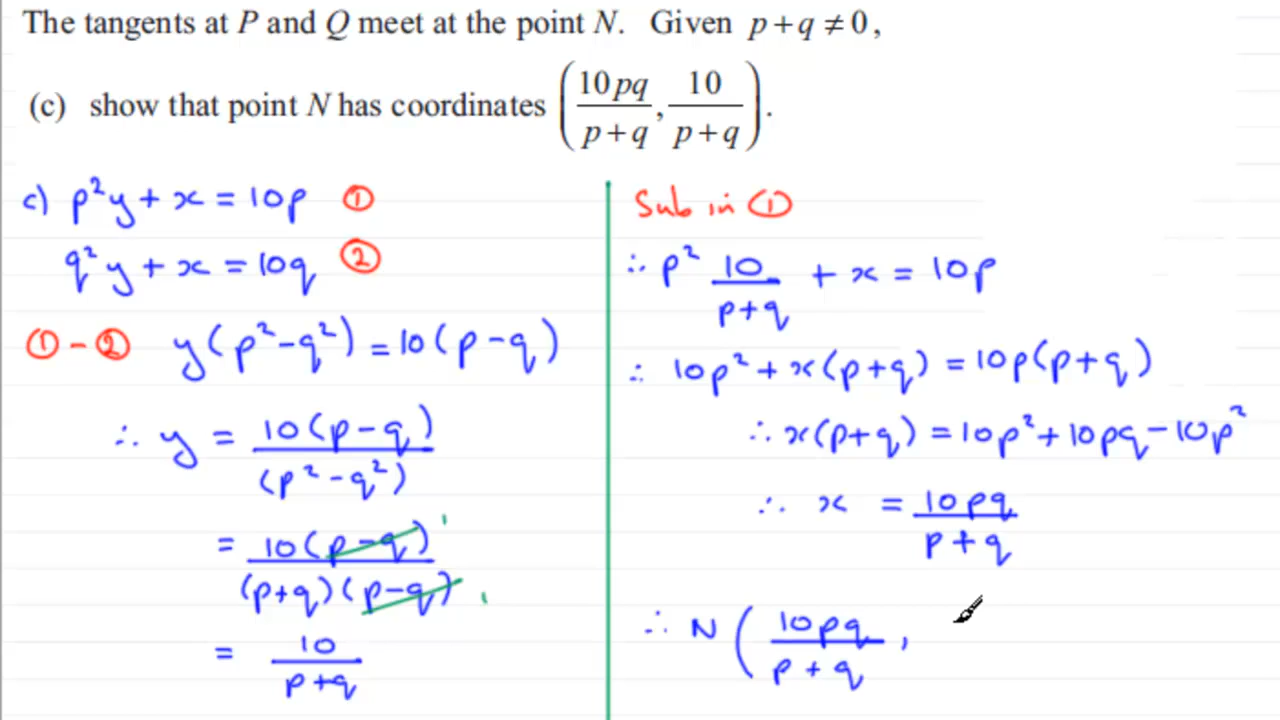 The tangents at P and Q meet at the point N. Given p + q ≠ 0,
(c) show that point N has coordinates (10pq/(p+q), 10/(p+q)).
c) p²y + x = 10p ①
q²y + x = 10q ②
① - ② y(p² - q²) = 10(p - q)
∴ y = 10(p - q)/(p² - q²)
= 10(p - q)/(p + q)(p - q) 1 1
= 10/(p + q)
Sub in ①
∴ p² 10/(p + q) + x = 10p
∴ 10p² + x(p + q) = 10p(p + q)
∴ x(p + q) = 10p² + 10pq - 10p²
∴ x = 10pq/(p + q)
∴ N (10pq/(p + q),